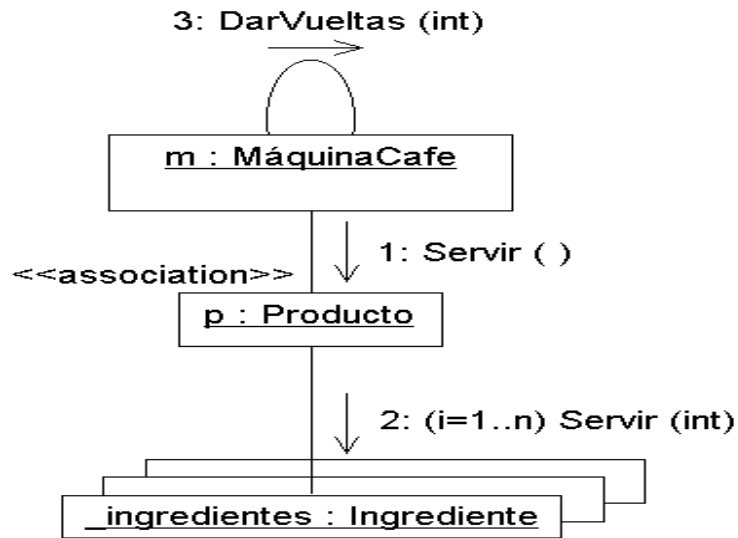 3: DarVueltas (int)
m : MáquinaCafe
1: Servir ( )
<<association>>
p : Producto
2: (i=1..n) Servir (int)
_ingredientes : Ingrediente